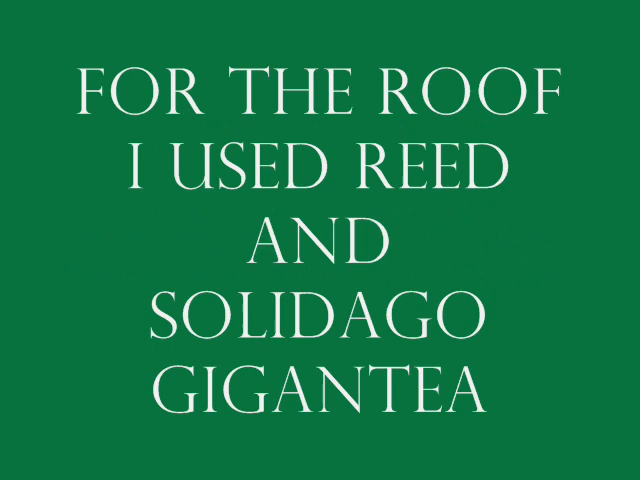 FOR THE ROOF
I USED REED
AND
SOLIDAGO
GIGANTEA